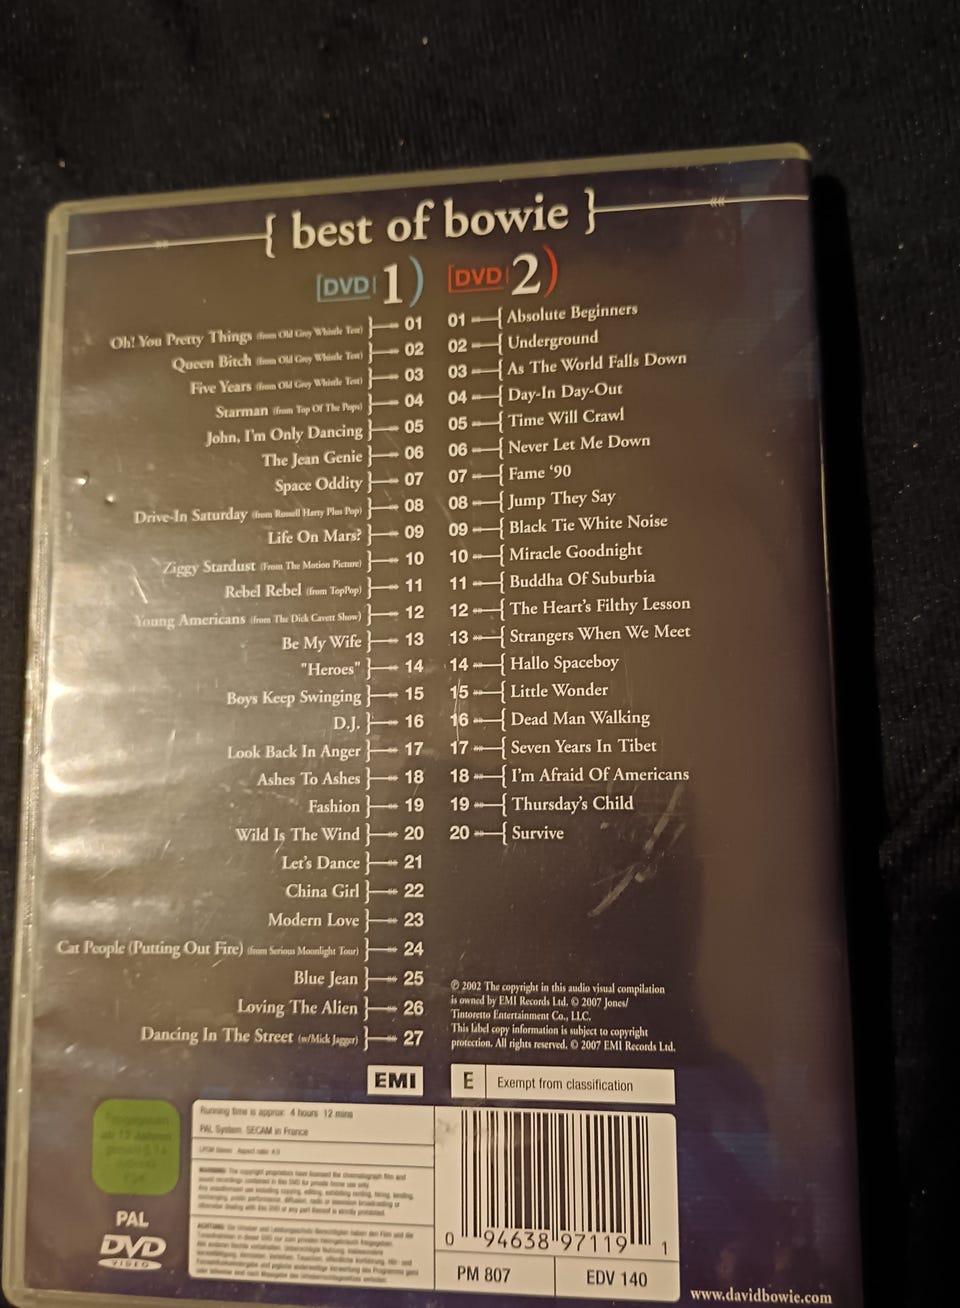 { best of bowie }
[DVD] 1)
Oh! You Pretty Things (from Old Grey Whistle Test) } 01
Queen Bitch (from Old Grey Whistle Test) } 02
Five Years (from Old Grey Whistle Test) } 03
Starman (from Top Of The Pops) } 04
John, I'm Only Dancing } 05
The Jean Genie } 06
Space Oddity } 07
Drive-In Saturday (from Russell Harty Plus Pop) } 08
Life On Mars? } 09
Ziggy Stardust (From The Motion Picture) } 10
Rebel Rebel (from TopPop) } 11
Young Americans (from The Dick Cavett Show) } 12
Be My Wife } 13
"Heroes" } 14
Boys Keep Swinging } 15
D.J. } 16
Look Back In Anger } 17
Ashes To Ashes } 18
Fashion } 19
Wild Is The Wind } 20
Let's Dance } 21
China Girl } 22
Modern Love } 23
Cat People (Putting Out Fire) (from Serious Moonlight Tour) } 24
Blue Jean } 25
Loving The Alien } 26
Dancing In The Street (w/Mick Jagger) } 27
[DVD] 2)
01 { Absolute Beginners
02 { Underground
03 { As The World Falls Down
04 { Day-In Day-Out
05 { Time Will Crawl
06 { Never Let Me Down
07 { Fame '90
08 { Jump They Say
09 { Black Tie White Noise
10 { Miracle Goodnight
11 { Buddha Of Suburbia
12 { The Heart's Filthy Lesson
13 { Strangers When We Meet
14 { Hallo Spaceboy
15 { Little Wonder
16 { Dead Man Walking
17 { Seven Years In Tibet
18 { I'm Afraid Of Americans
19 { Thursday's Child
20 { Survive
℗ 2002 The copyright in this audio visual compilation
is owned by EMI Records Ltd. © 2007 Jones/
Tintoretto Entertainment Co., LLC.
This label copy information is subject to copyright
protection. All rights reserved. © 2007 EMI Records Ltd.
EMI
E Exempt from classification
Running time is approx: 4 hours 12 mins
PAL System SECAM in France
PAL
DVD
VIDEO
0 94638 97119 1
PM 807
EDV 140
www.davidbowie.com